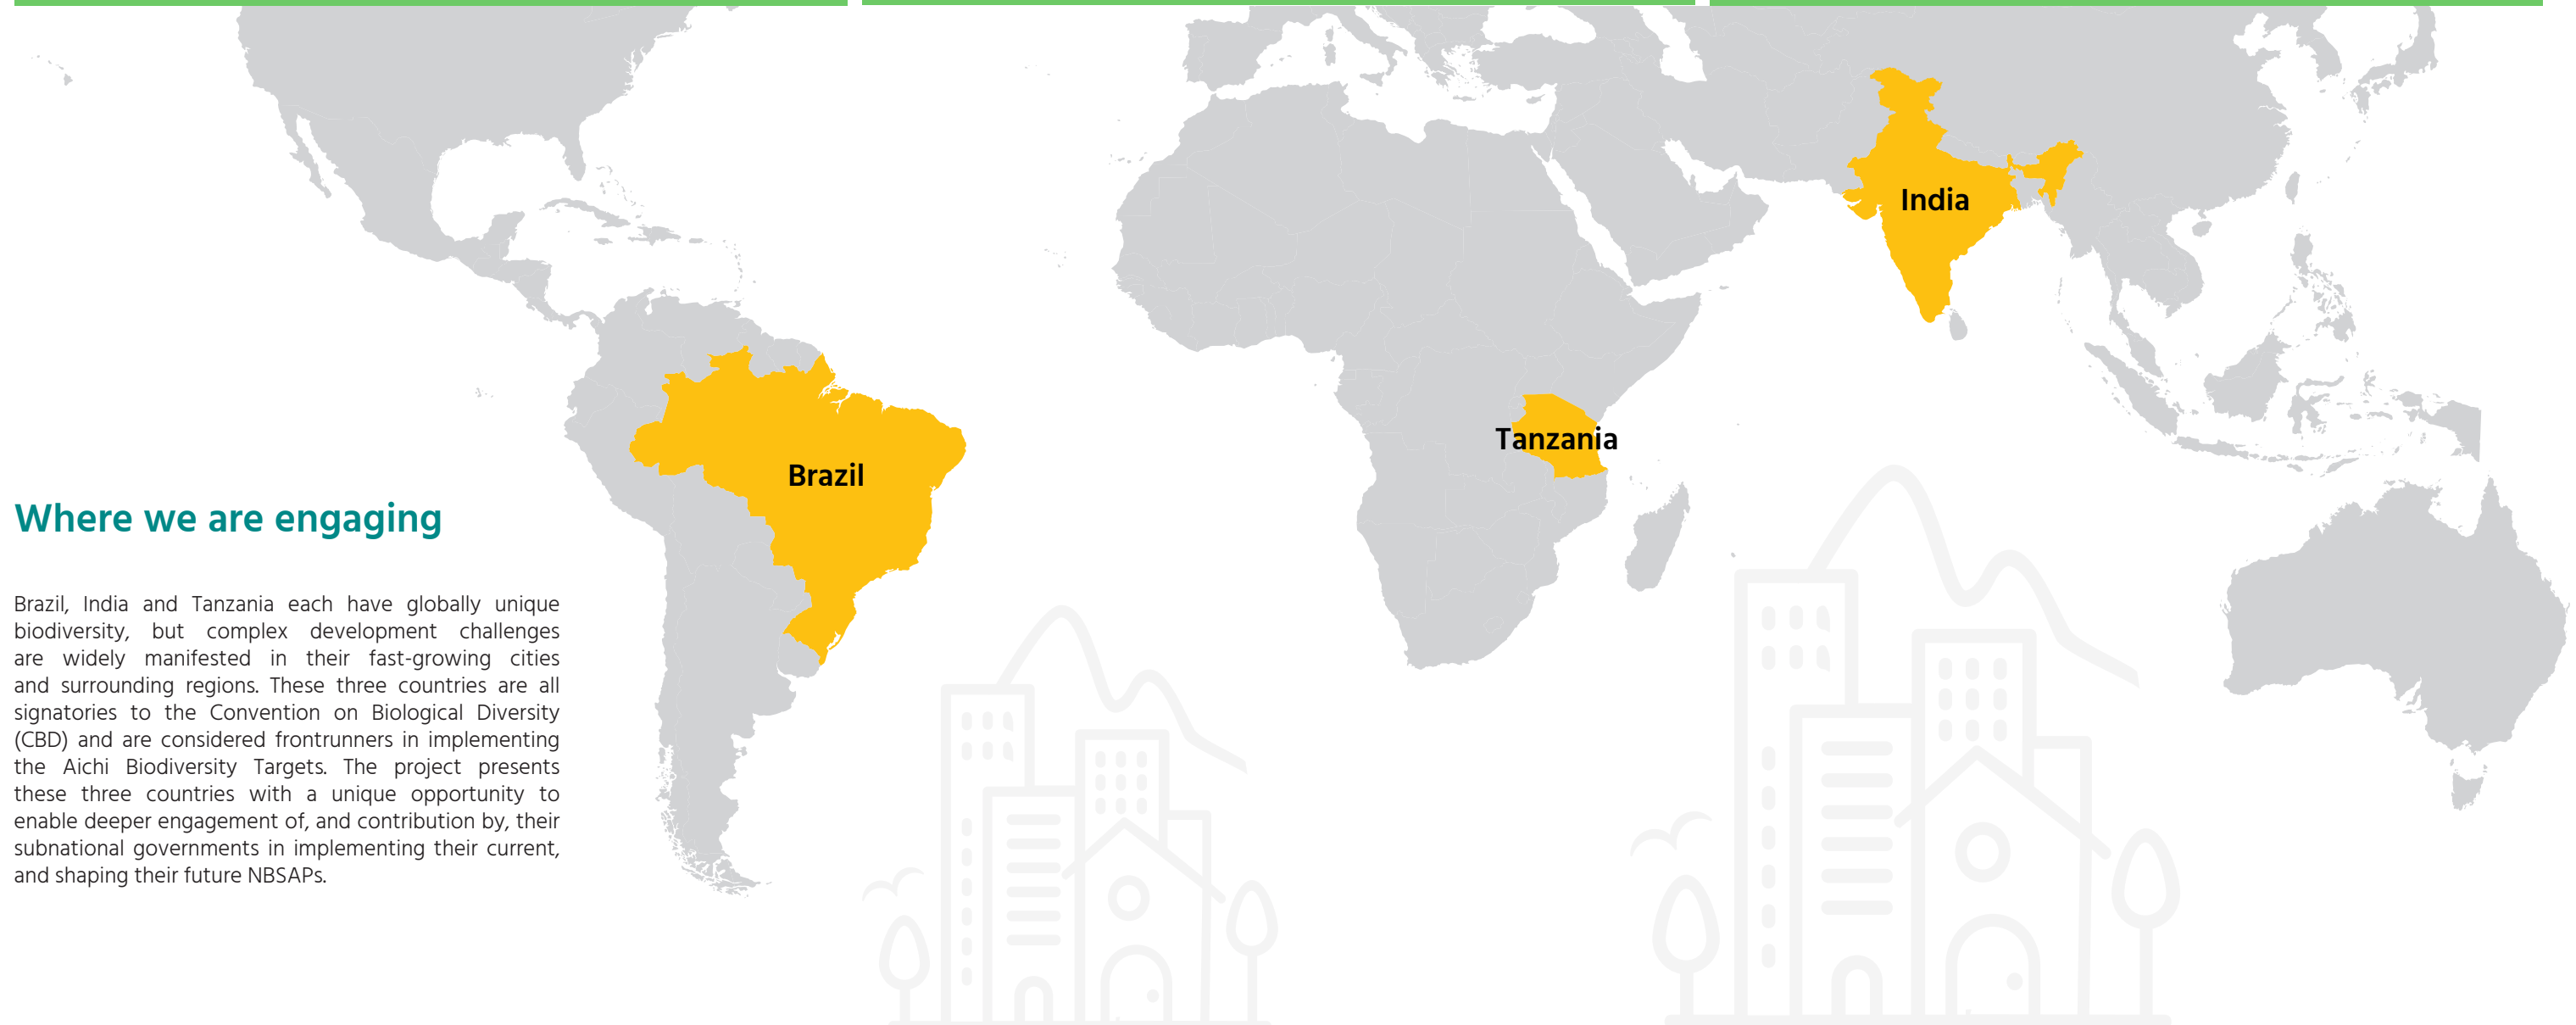 India
Tanzania
Brazil
Where we are engaging
Brazil, India and Tanzania each have globally unique
biodiversity, but complex development challenges
are widely manifested in their fast-growing cities
and surrounding regions. These three countries are all
signatories to the Convention on Biological Diversity
(CBD) and are considered frontrunners in implementing
the Aichi Biodiversity Targets. The project presents
these three countries with a unique opportunity to
enable deeper engagement of, and contribution by, their
subnational governments in implementing their current,
and shaping their future NBSAPs.